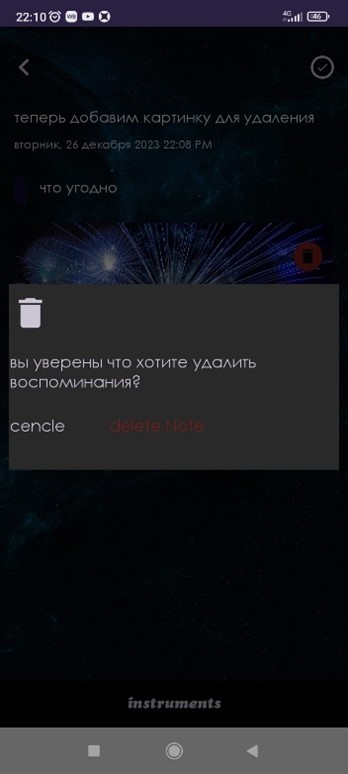 22:10
4G
46
теперь добавим картинку для удаления
вторник, 26 декабря 2023 22:08 PM
что угодно
вы уверены что хотите удалить
воспоминания?
cencle delete Note
instruments